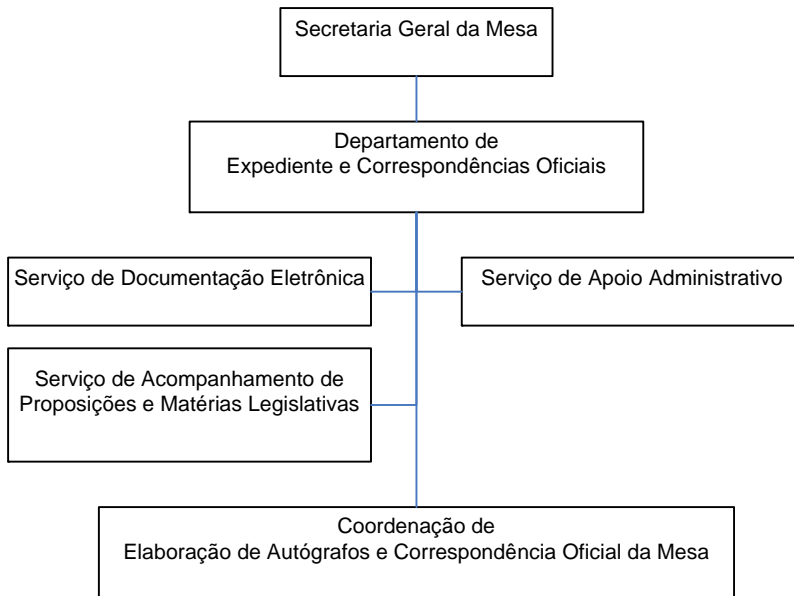 Secretaria Geral da Mesa
Departamento de
Expediente e Correspondências Oficiais
Serviço de Documentação Eletrônica
Serviço de Apoio Administrativo
Serviço de Acompanhamento de
Proposições e Matérias Legislativas
Coordenação de
Elaboração de Autógrafos e Correspondência Oficial da Mesa